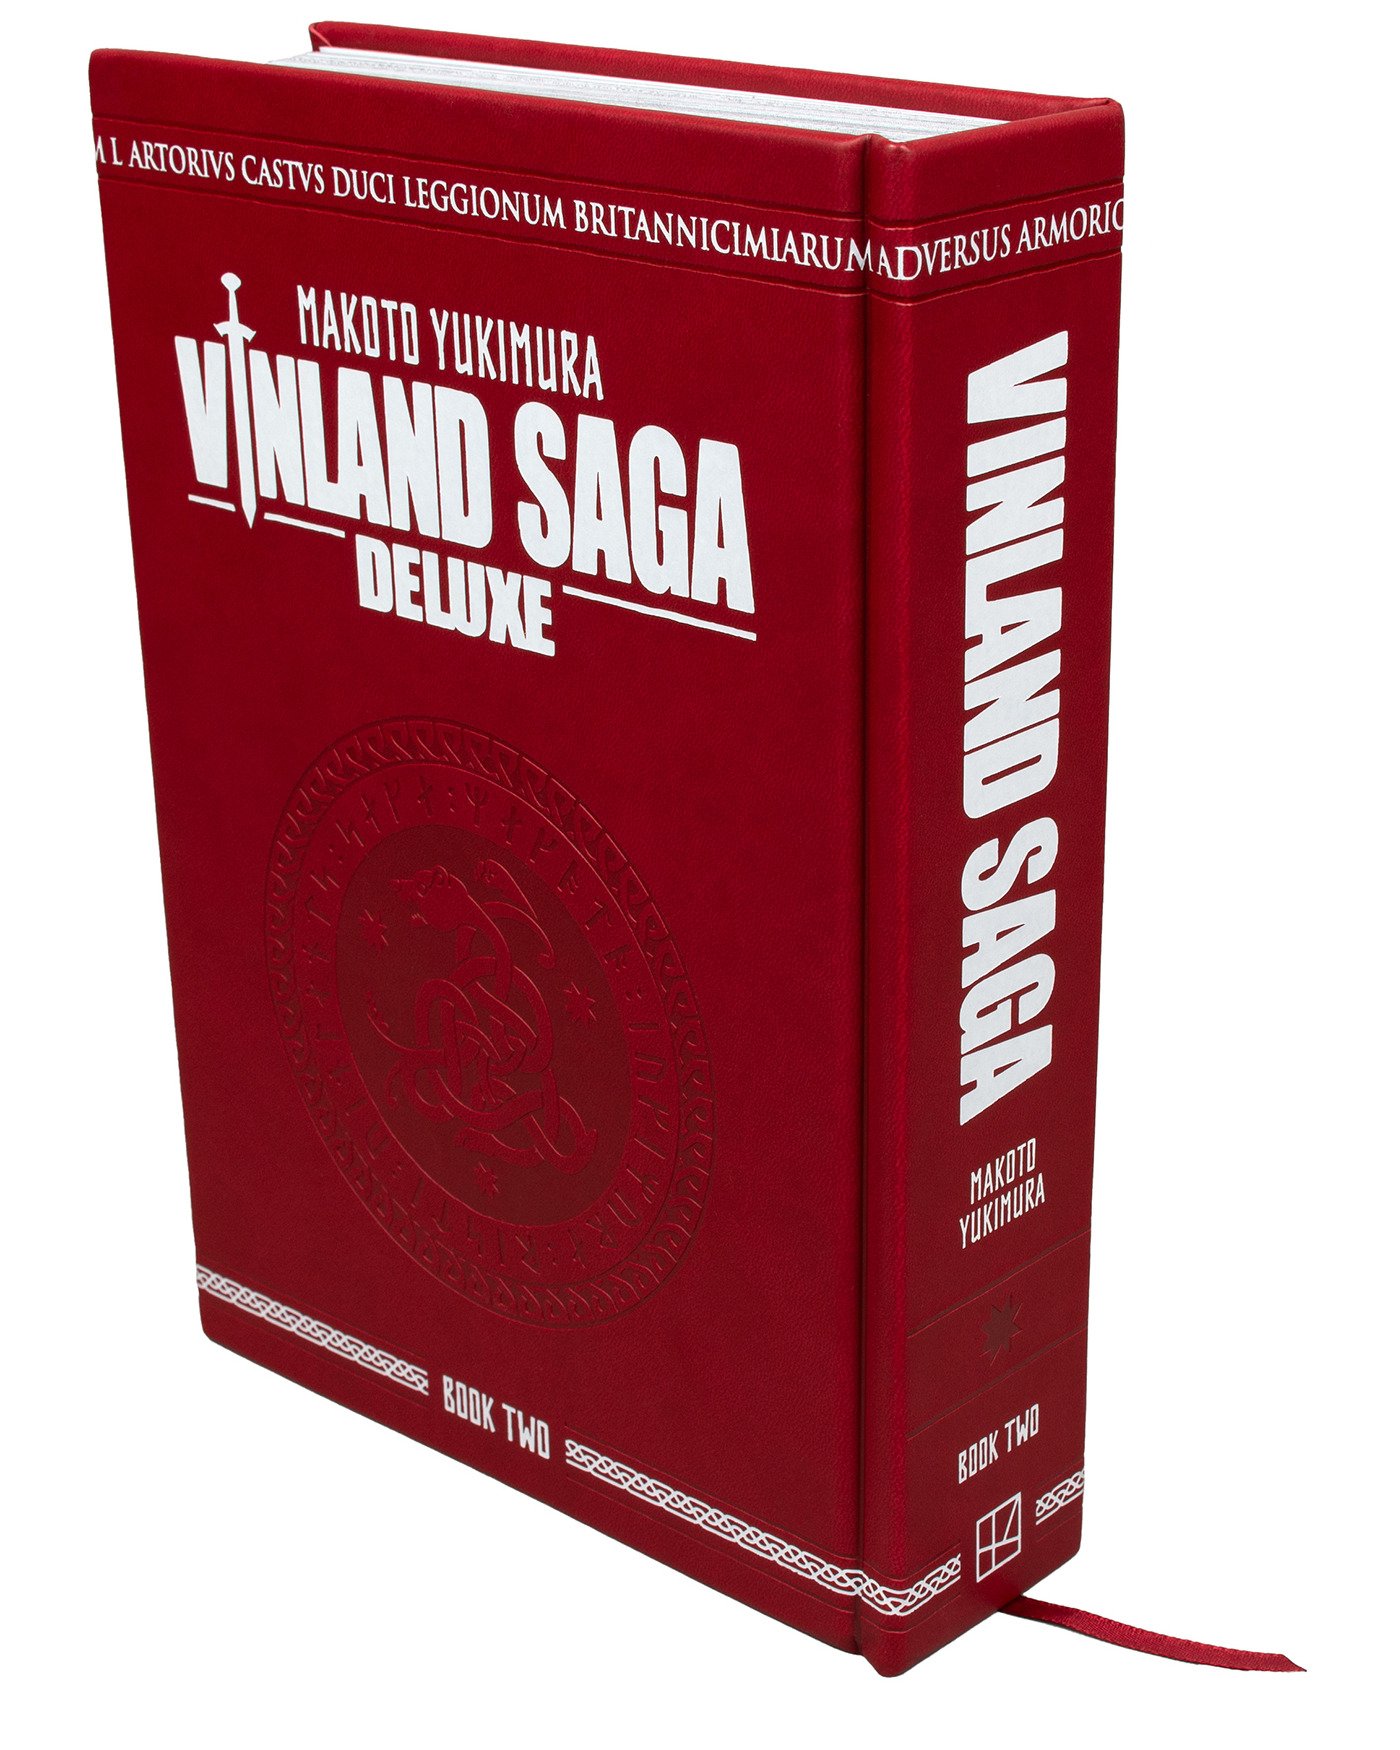 M L ARTORIVS CASTVS DUCI LEGGIONUM BRITANNICIMIARUM ADVERSUS ARMORIC
MAKOTO YUKIMURA
VINLAND SAGA
DELUXE
BOOK TWO
VINLAND SAGA
MAKOTO
YUKIMURA
BOOK TWO